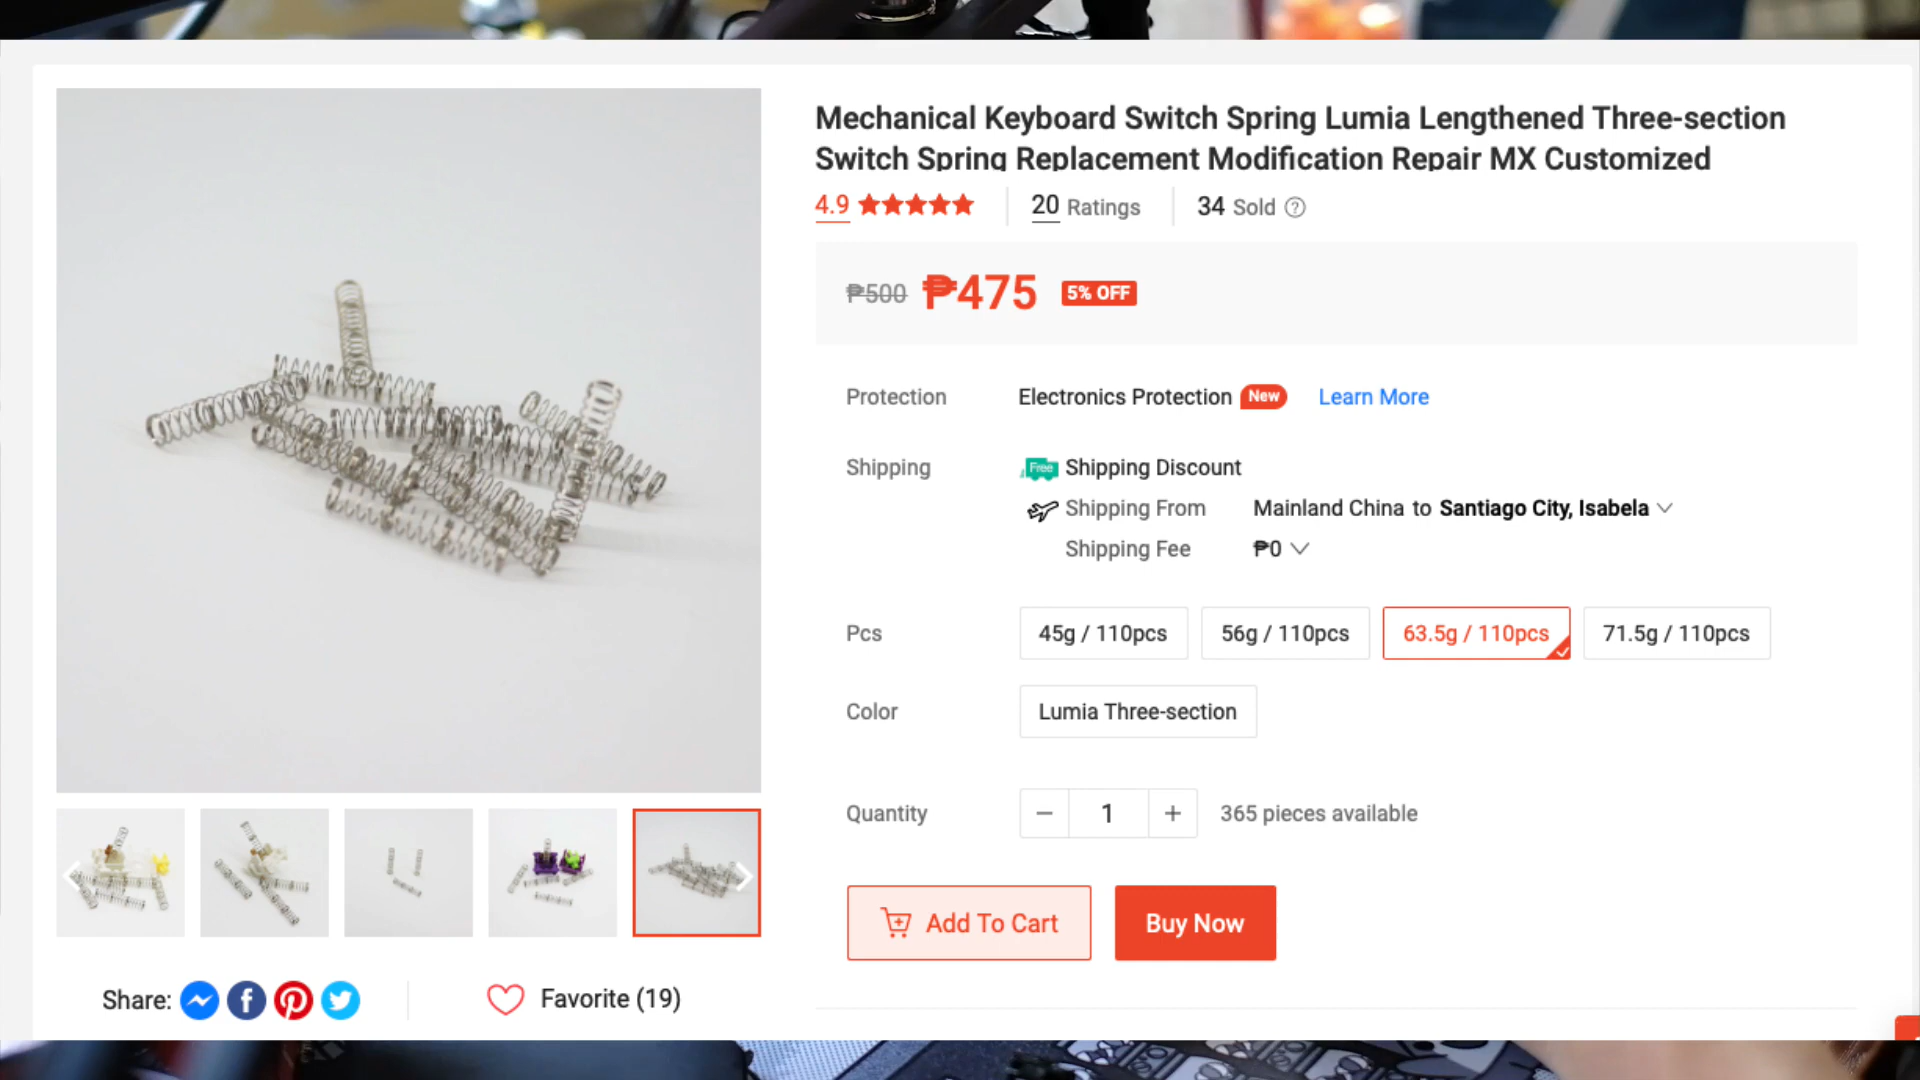 Mechanical Keyboard Switch Spring Lumia Lengthened Three-section
Switch Spring Replacement Modification Repair MX Customized
4.9
20 Ratings
34 Sold ?
₱500 ₱475 5% OFF
Protection Electronics Protection New Learn More
Shipping Free Shipping Discount
Shipping From Mainland China to Santiago City, Isabela
Shipping Fee ₱0
Pcs 45g / 110pcs 56g / 110pcs 63.5g / 110pcs 71.5g / 110pcs
Color Lumia Three-section
Quantity − 1 + 365 pieces available
Add To Cart Buy Now
Share: Favorite (19)